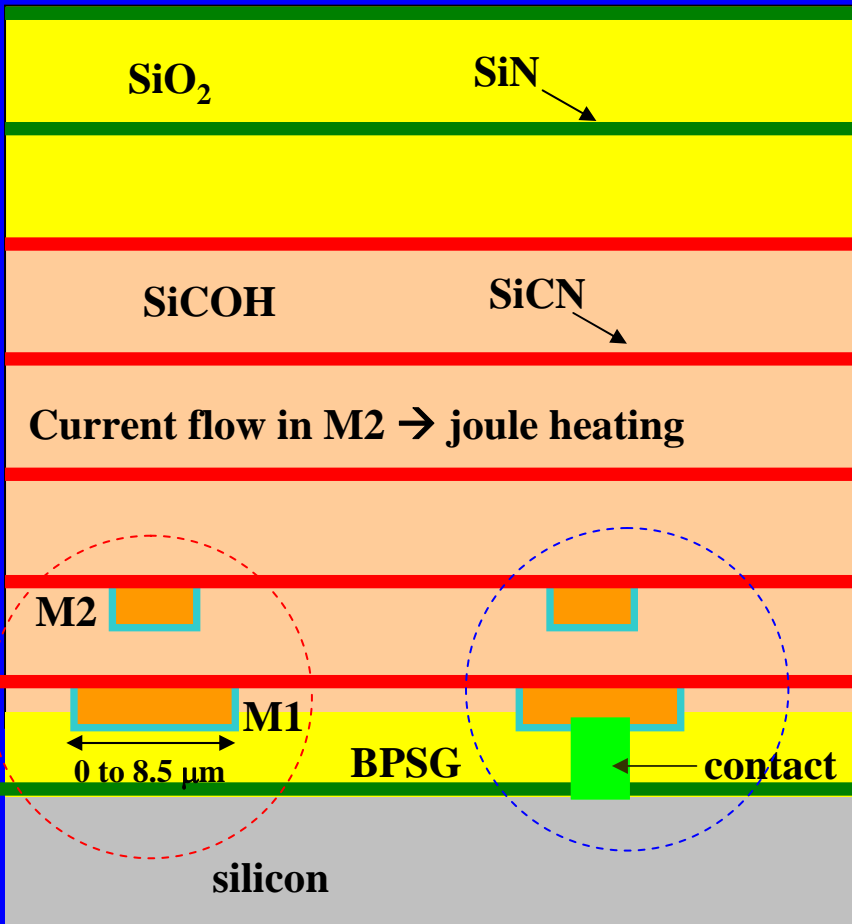 SiO₂
SiN
SiCOH
SiCN
Current flow in M2 → joule heating
M2
M1
0 to 8.5 μm
BPSG
contact
silicon